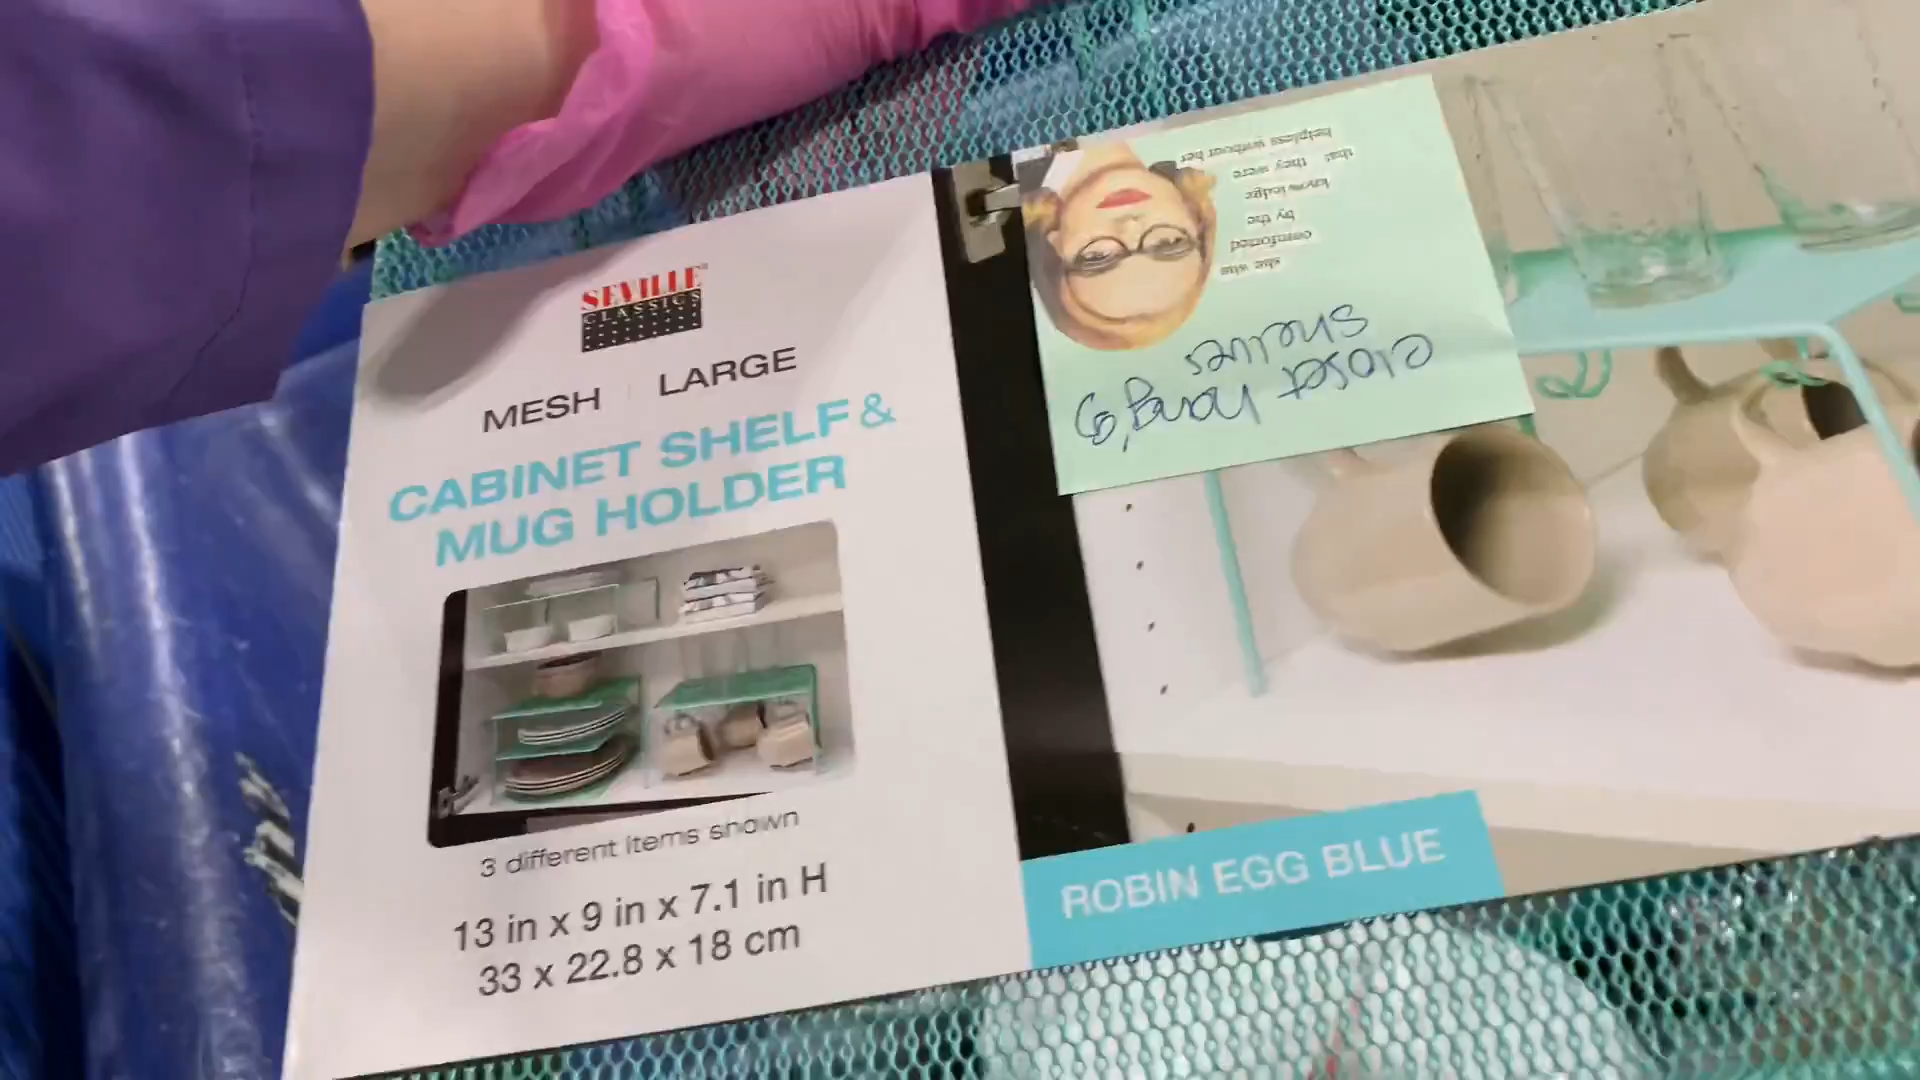 SEVILLE
CLASSICS
MESH | LARGE
CABINET SHELF &
MUG HOLDER
3 different items shown
13 in x 9 in x 7.1 in H
33 x 22.8 x 18 cm
she was
comforted
by the
knowledge
that they were
helpless without her
closet
shelves
ROBIN EGG BLUE